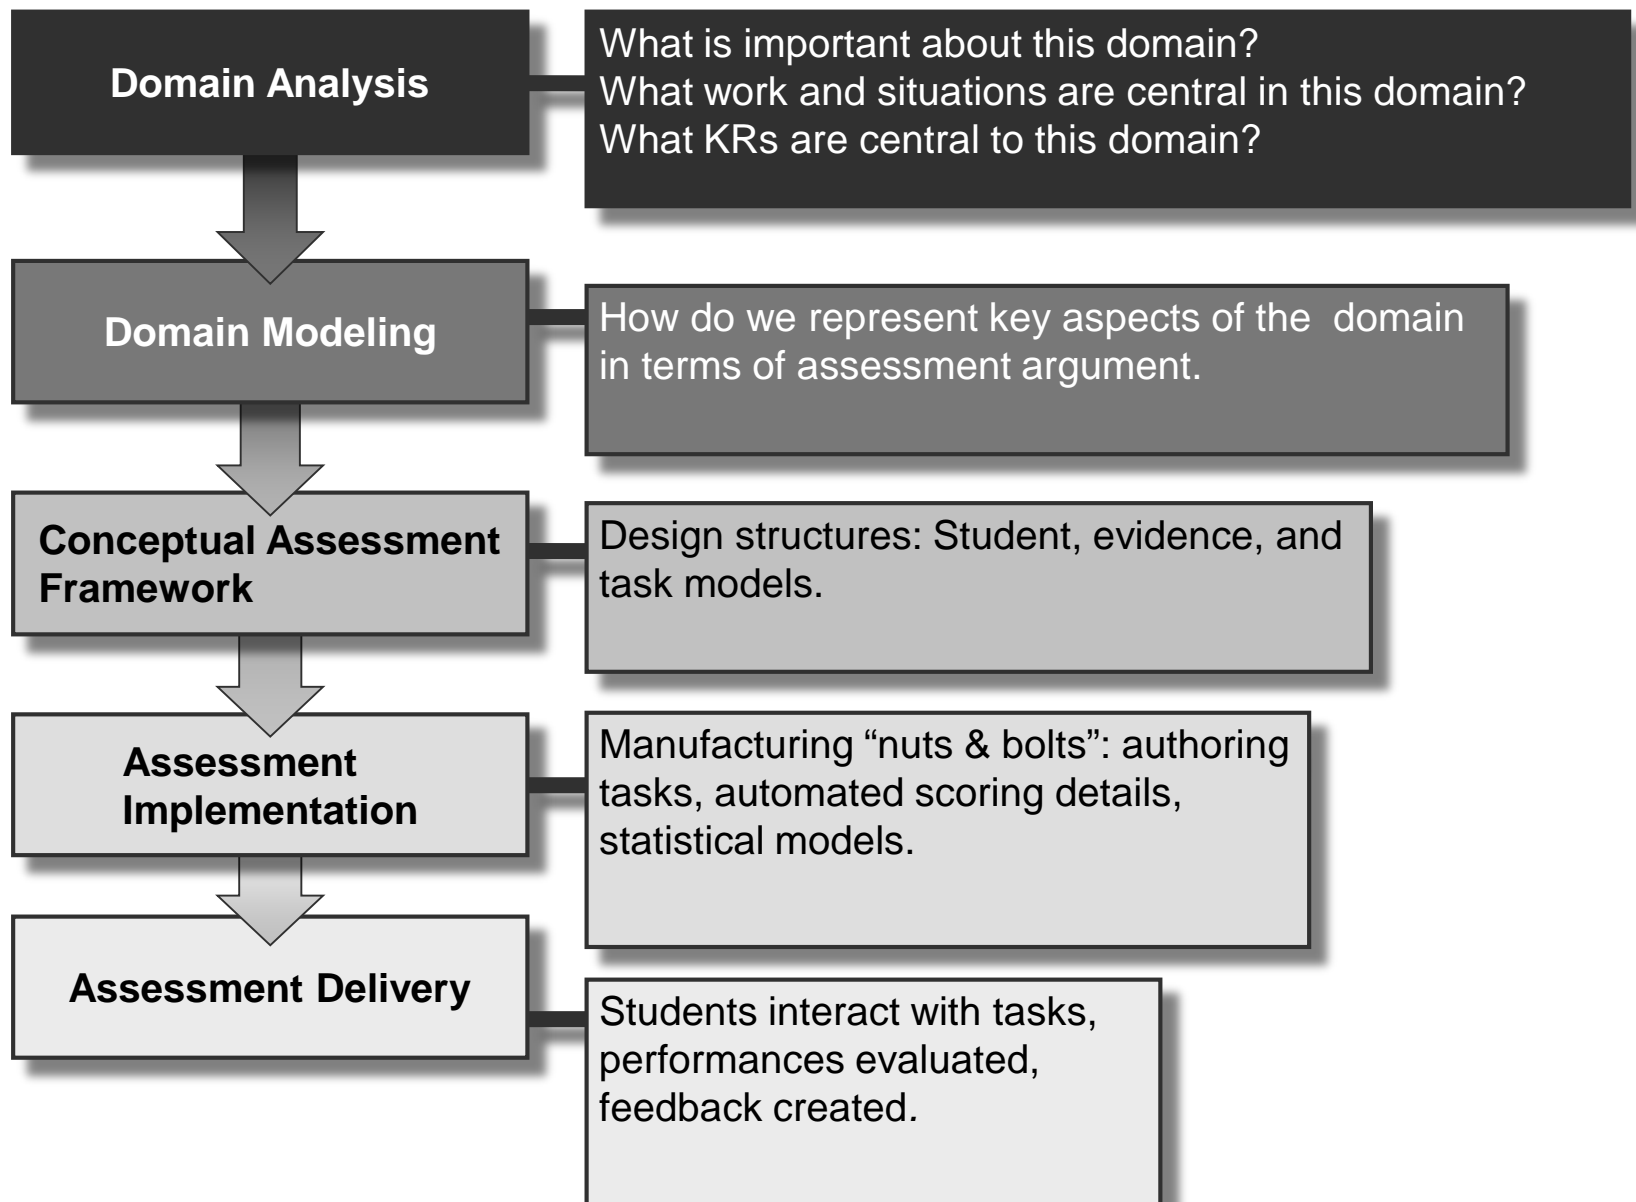 Domain Analysis
What is important about this domain?
What work and situations are central in this domain?
What KRs are central to this domain?
Domain Modeling
How do we represent key aspects of the  domain
in terms of assessment argument.
Conceptual Assessment
Framework
Design structures: Student, evidence, and
task models.
Assessment
Implementation
Manufacturing “nuts & bolts”: authoring
tasks, automated scoring details,
statistical models.
Assessment Delivery
Students interact with tasks,
performances evaluated,
feedback created.